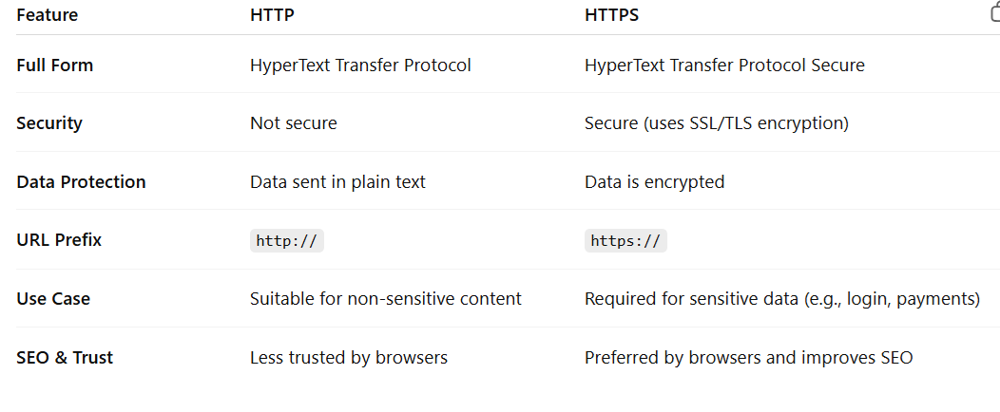 Feature HTTP HTTPS
Full Form HyperText Transfer Protocol HyperText Transfer Protocol Secure
Security Not secure Secure (uses SSL/TLS encryption)
Data Protection Data sent in plain text Data is encrypted
URL Prefix http:// https://
Use Case Suitable for non-sensitive content Required for sensitive data (e.g., login, payments)
SEO & Trust Less trusted by browsers Preferred by browsers and improves SEO